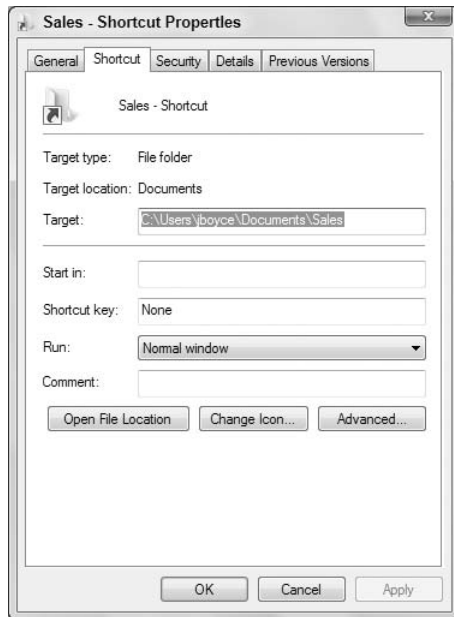 Sales - Shortcut Properties
General Shortcut Security Details Previous Versions
Sales - Shortcut
Target type: File folder
Target location: Documents
Target: C:\Users\jboyce\Documents\Sales
Start in:
Shortcut key: None
Run: Normal window
Comment:
Open File Location Change Icon... Advanced...
OK Cancel Apply